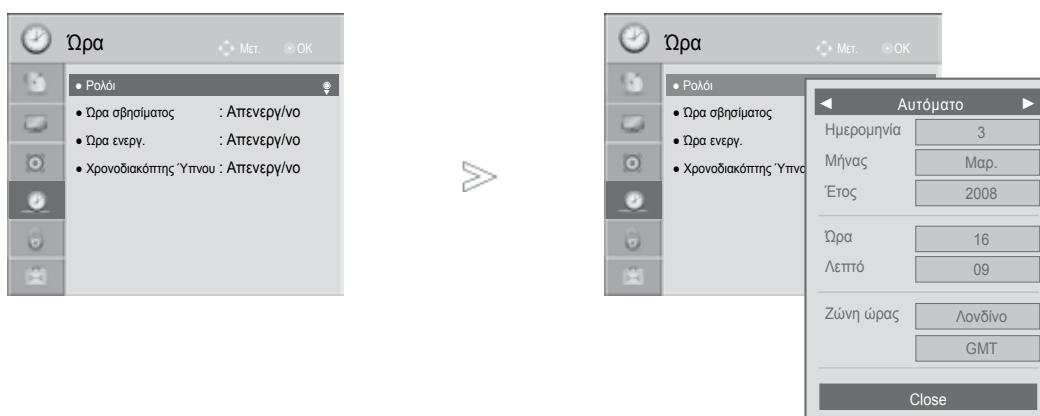 Ώρα Μετ. OK
● Ρολόι
● Ώρα σβησίματος : Απενεργ/νο
● Ώρα ενεργ. : Απενεργ/νο
● Χρονοδιακόπτης Ύπνου : Απενεργ/νο
Ώρα Μετ. OK
● Ρολόι
● Ώρα σβησίματος
● Ώρα ενεργ.
● Χρονοδιακόπτης Ύπνο
◄ Αυτόματο ►
Ημερομηνία 3
Μήνας Μαρ.
Έτος 2008
Ώρα 16
Λεπτό 09
Ζώνη ώρας Λονδίνο
GMT
Close